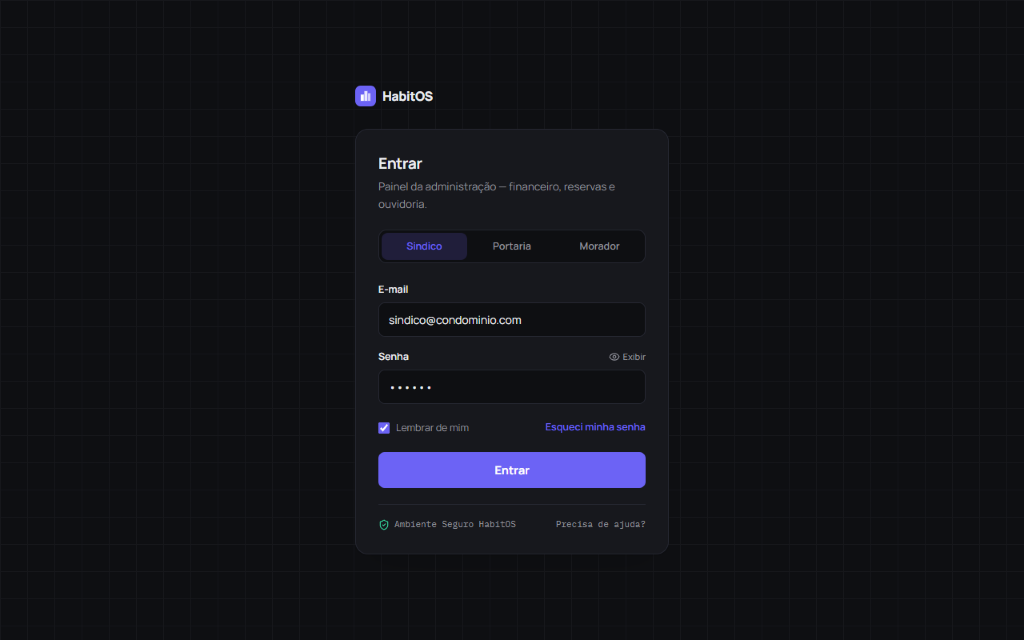 HabitOS
Entrar
Painel da administração — financeiro, reservas e
ouvidoria.
Síndico Portaria Morador
E-mail
sindico@condominio.com
Senha Exibir
••••••
Lembrar de mim Esqueci minha senha
Entrar
Ambiente Seguro HabitOS Precisa de ajuda?